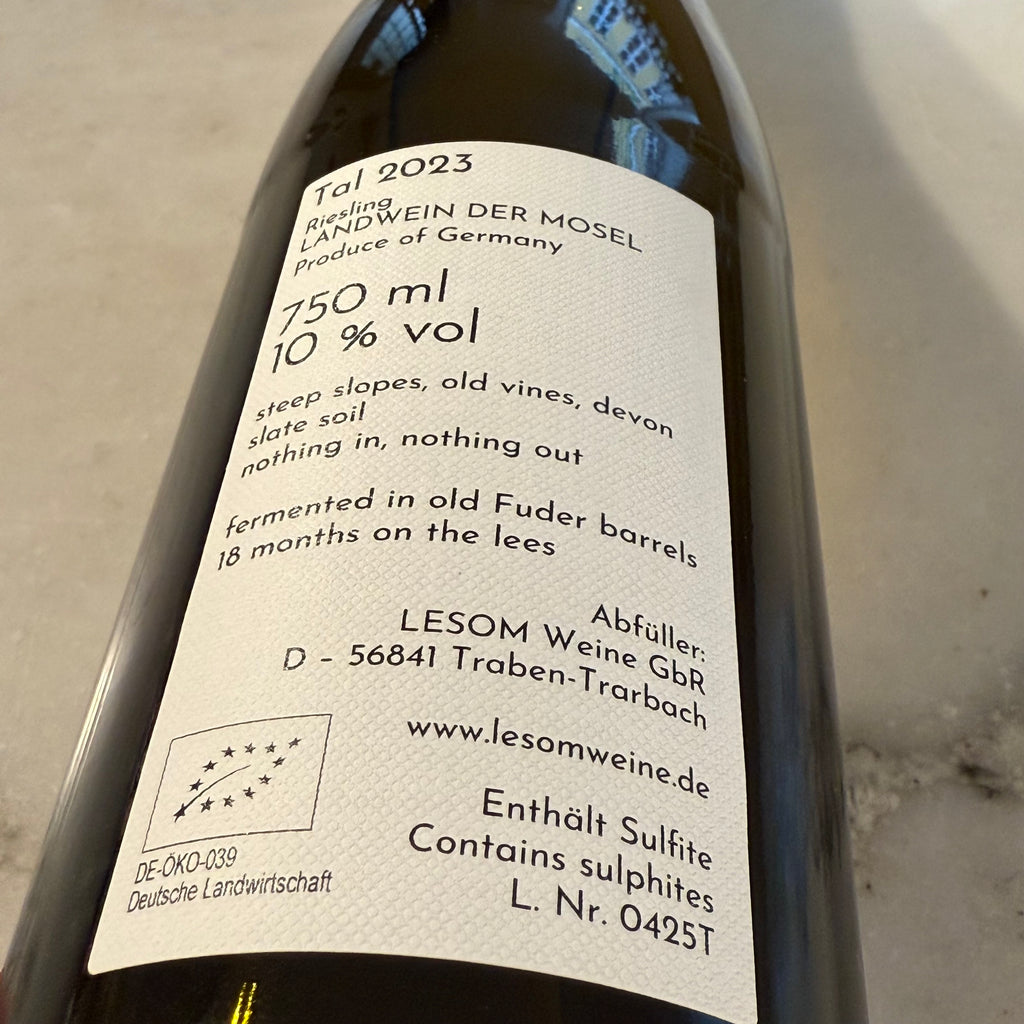 Tal 2023
Riesling
LANDWEIN DER MOSEL
Produce of Germany
750 ml
10 % vol
steep slopes, old vines, devon
slate soil
nothing in, nothing out
fermented in old Fuder barrels
18 months on the lees
Abfüller:
LESOM Weine GbR
D - 56841 Traben-Trarbach
www.lesomweine.de
Enthält Sulfite
Contains sulphites
L. Nr. 0425T
DE-ÖKO-039
Deutsche Landwirtschaft